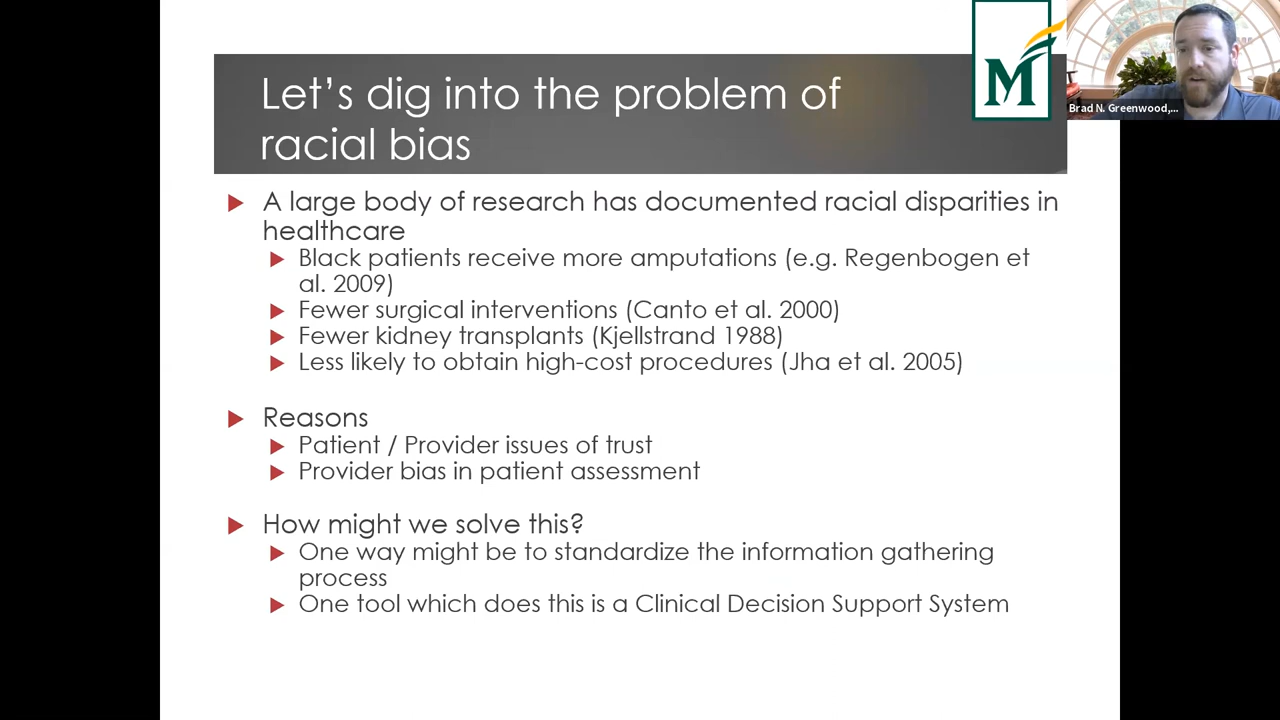 Let's dig into the problem of
racial bias
M
Brad N. Greenwood,...
A large body of research has documented racial disparities in
healthcare
Black patients receive more amputations (e.g. Regenbogen et
al. 2009)
Fewer surgical interventions (Canto et al. 2000)
Fewer kidney transplants (Kjellstrand 1988)
Less likely to obtain high-cost procedures (Jha et al. 2005)
Reasons
Patient / Provider issues of trust
Provider bias in patient assessment
How might we solve this?
One way might be to standardize the information gathering
process
One tool which does this is a Clinical Decision Support System